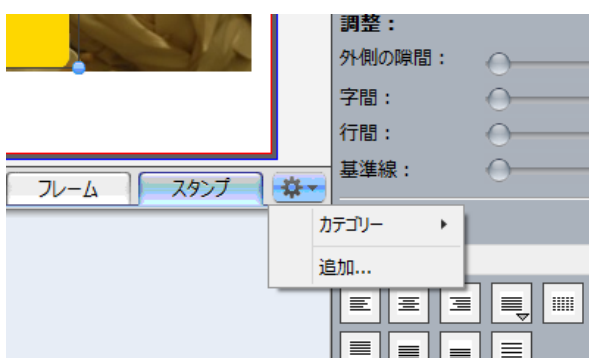 調整：
外側の隙間：
字間：
行間：
基準線：
フレーム
スタンプ
カテゴリー
追加...